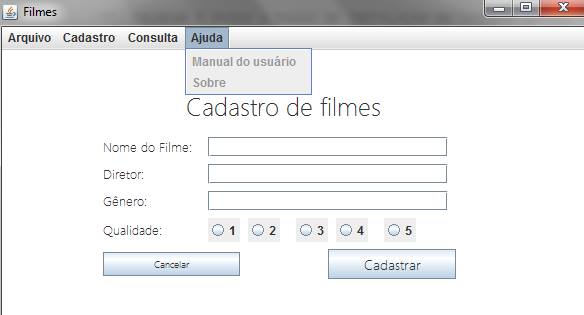 Filmes
Arquivo Cadastro Consulta Ajuda
Manual do usuário
Sobre
Cadastro de filmes
Nome do Filme:
Diretor:
Gênero:
Qualidade: 1 2 3 4 5
Cancelar Cadastrar